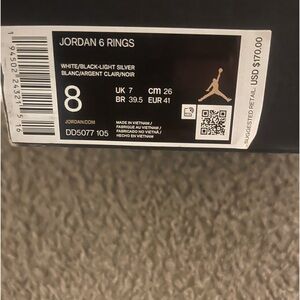 JORDAN 6 RINGS
WHITE/BLACK-LIGHT SILVER
BLANC/ARGENT CLAIR/NOIR
8
UK 7 cm 26
BR 39.5 EUR 41
JORDAN.COM
DD5077 105
MADE IN VIETNAM /
FABRIQUE AU VIETNAM /
FABRICADO NO VIETNÃ /
HECHO EN VIETNAM
SUGGESTED RETAIL: USD $170.00